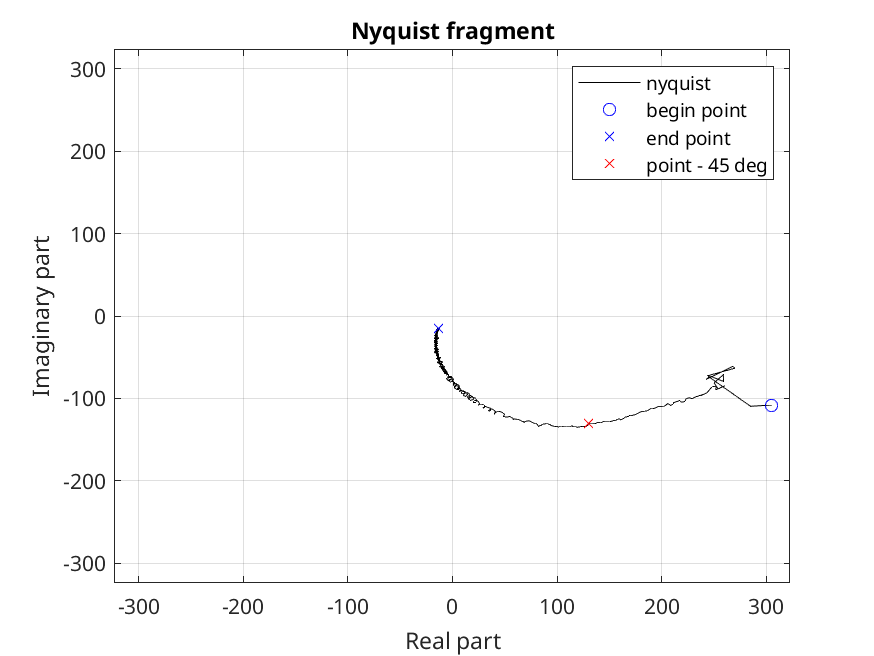 Nyquist fragment
nyquist
begin point
end point
point - 45 deg
300
200
100
0
-100
-200
-300
Imaginary part
-300
-200
-100
0
100
200
300
Real part